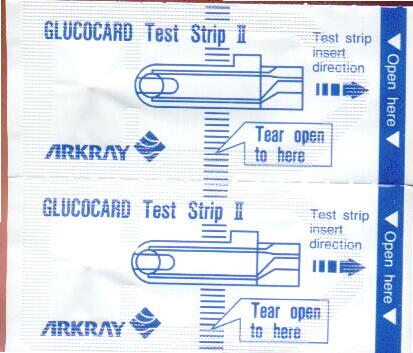 GLUCOCARD Test Strip II
Test strip
insert
direction
▼ Open here ▼
Tear open
to here
ARKRAY
GLUCOCARD Test Strip II
Test strip
insert
direction
▼ Open here ▼
Tear open
to here
ARKRAY